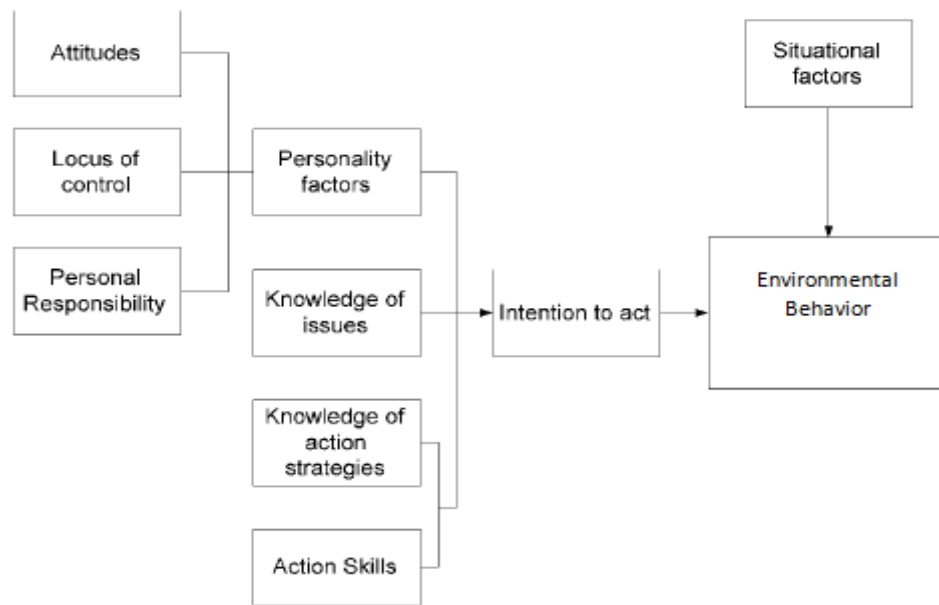 Attitudes
Locus of
control
Personal
Responsibility
Personality
factors
Knowledge of
issues
Knowledge of
action
strategies
Action Skills
Intention to act
Situational
factors
Environmental
Behavior